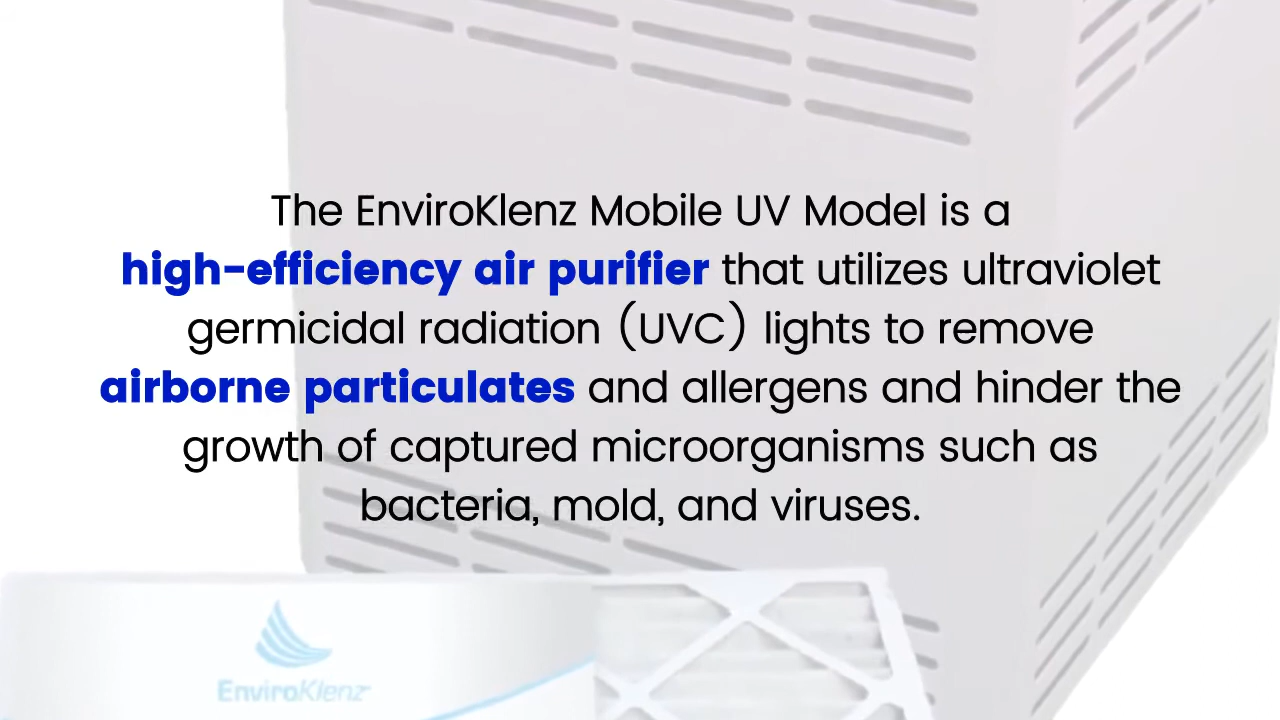 The EnviroKlenz Mobile UV Model is a
high-efficiency air purifier that utilizes ultraviolet
germicidal radiation (UVC) lights to remove
airborne particulates and allergens and hinder the
growth of captured microorganisms such as
bacteria, mold, and viruses.
EnviroKlenz